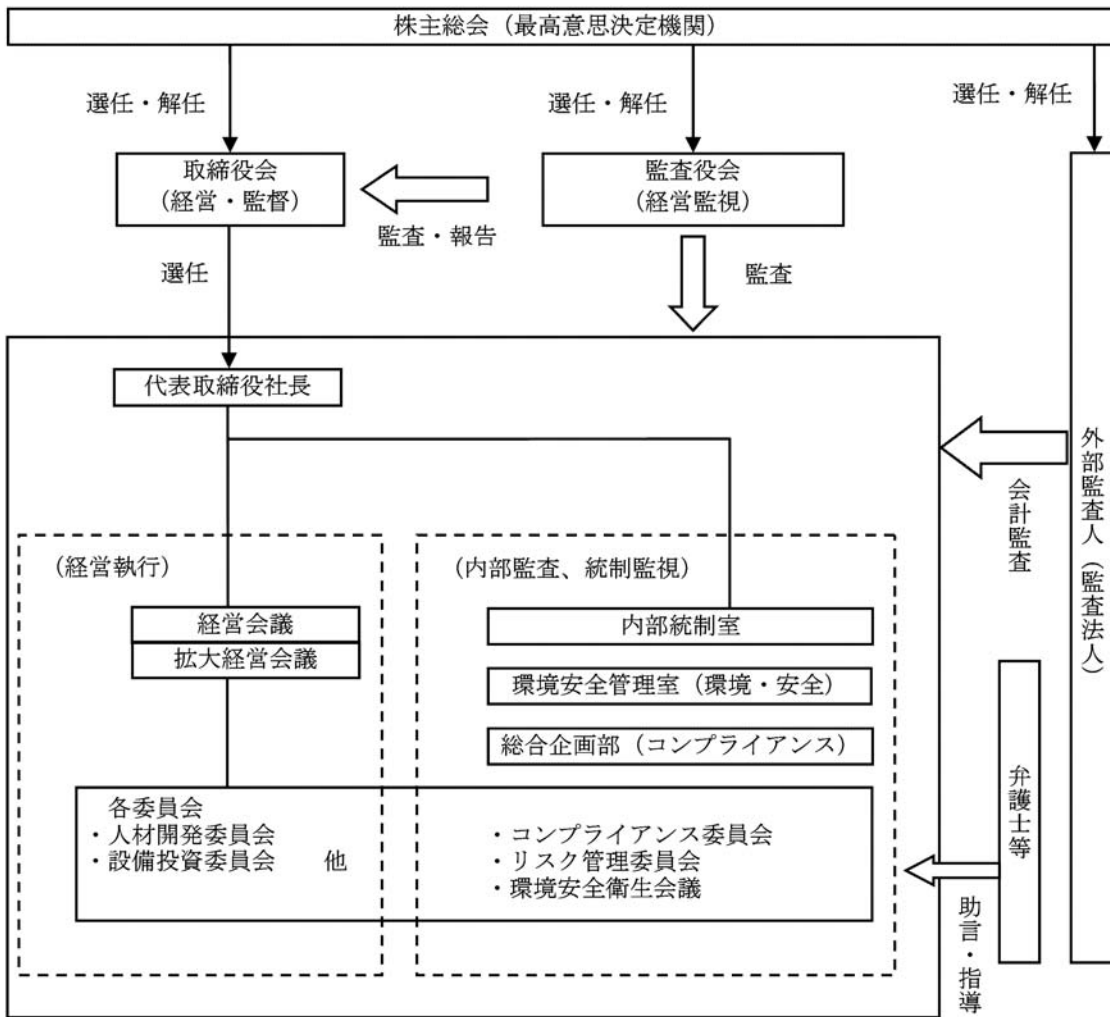 株主総会（最高意思決定機関）
選任・解任
選任・解任
選任・解任
取締役会
（経営・監督）
監査役会
（経営監視）
監査・報告
選任
監査
代表取締役社長
外部監査人（監査法人）
会計監査
（経営執行）
（内部監査、統制監視）
経営会議
拡大経営会議
内部統制室
環境安全管理室（環境・安全）
総合企画部（コンプライアンス）
弁護士等
各委員会
・人材開発委員会
・設備投資委員会　　他
・コンプライアンス委員会
・リスク管理委員会
・環境安全衛生会議
助言・指導